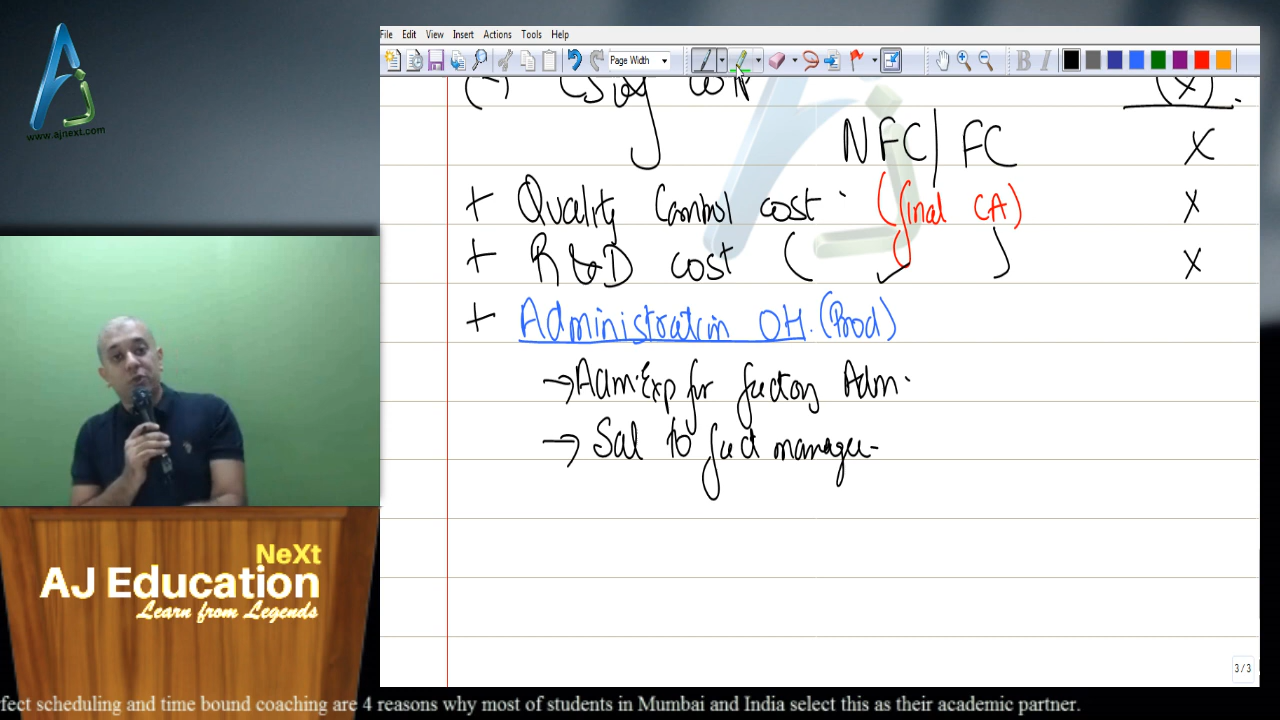 File Edit View Insert Actions Tools Help
Page Width
B I
www.ajnext.com
(-)
(x)
NFC | FC X
+ Quality Control cost (final CA) X
+ R&D cost ( ) X
+ Administration OH. (Prod)
→ Adm. Exp for factory Adm.
→ Sal to fact manager
NeXt
AJ Education
Learn from Legends
3/3
fect scheduling and time bound coaching are 4 reasons why most of students in Mumbai and India select this as their academic partner.